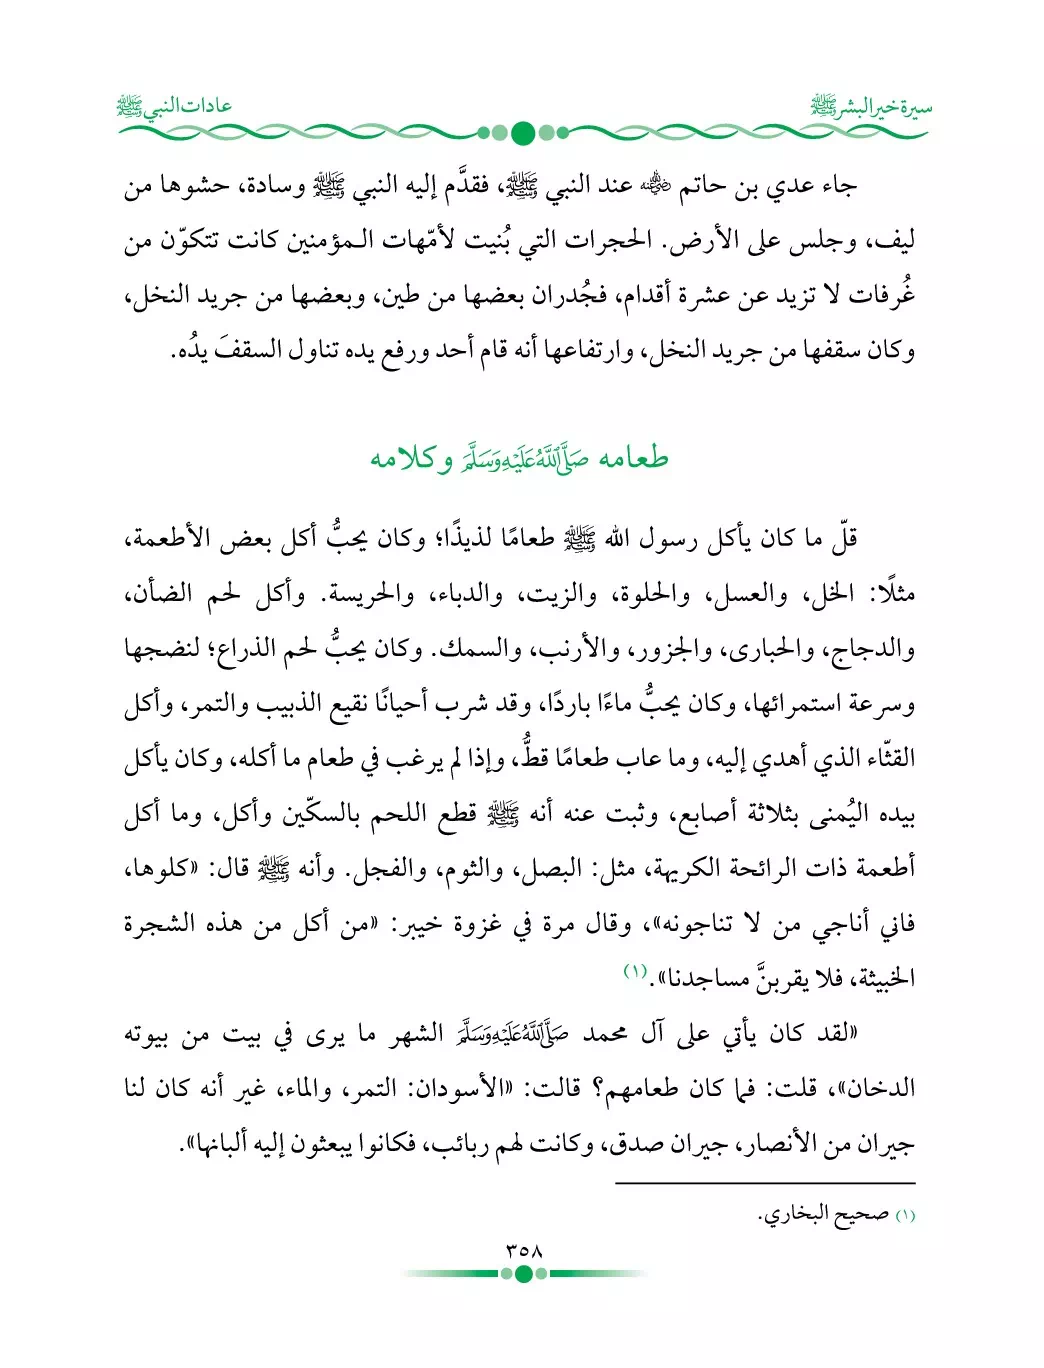 سيرة خير البشر ﷺ
عادات النبي ﷺ
جاء عدي بن حاتم رضي الله عنه عند النبي ﷺ، فقدَّم إليه النبي ﷺ وسادة، حشوها من
ليف، وجلس على الأرض. الحجرات التي بُنيت لأمّهات الـمؤمنين كانت تتكوّن من
غُرفات لا تزيد عن عشرة أقدام، فجُدران بعضها من طين، وبعضها من جريد النخل،
وكان سقفها من جريد النخل، وارتفاعها أنه قام أحد ورفع يده تناول السقفَ يدُه.
طعامه صَلَّى اللَّهُ عَلَيْهِ وَسَلَّمَ وكلامه
قلّ ما كان يأكل رسول الله ﷺ طعامًا لذيذًا؛ وكان يحبُّ أكل بعض الأطعمة،
مثلًا: الخل، والعسل، والحلوة، والزيت، والدباء، والحريسة. وأكل لحم الضأن،
والدجاج، والحبارى، والجزور، والأرنب، والسمك. وكان يحبُّ لحم الذراع؛ لنضجها
وسرعة استمرائها، وكان يحبُّ ماءًا باردًا، وقد شرب أحيانًا نقيع الذبيب والتمر، وأكل
القثّاء الذي أهدي إليه، وما عاب طعامًا قطُّ، وإذا لم يرغب في طعام ما أكله، وكان يأكل
بيده اليُمنى بثلاثة أصابع، وثبت عنه أنه ﷺ قطع اللحم بالسكّين وأكل، وما أكل
أطعمة ذات الرائحة الكريهة، مثل: البصل، والثوم، والفجل. وأنه ﷺ قال: «كلوها،
فاني أناجي من لا تناجونه»، وقال مرة في غزوة خيبر: «من أكل من هذه الشجرة
الخبيثة، فلا يقربنَّ مساجدنا».(١)
«لقد كان يأتي على آل محمد صَلَّى اللَّهُ عَلَيْهِ وَسَلَّمَ الشهر ما يرى في بيت من بيوته
الدخان»، قلت: فما كان طعامهم؟ قالت: «الأسودان: التمر، والماء، غير أنه كان لنا
جيران من الأنصار، جيران صدق، وكانت لهم ربائب، فكانوا يبعثون إليه ألبانها».
(١) صحيح البخاري.
٣٥٨